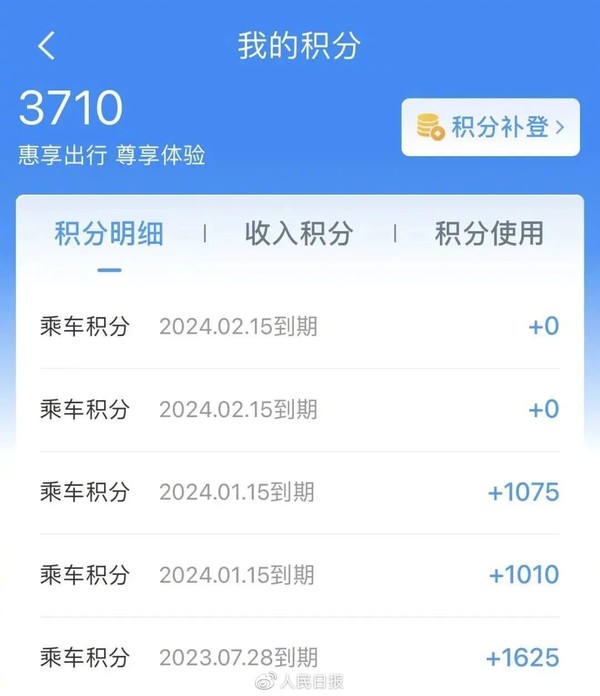 我的积分
3710
积分补登
惠享出行 尊享体验
积分明细 收入积分 积分使用
乘车积分 2024.02.15到期 +0
乘车积分 2024.02.15到期 +0
乘车积分 2024.01.15到期 +1075
乘车积分 2024.01.15到期 +1010
乘车积分 2023.07.28到期 +1625
人民日报